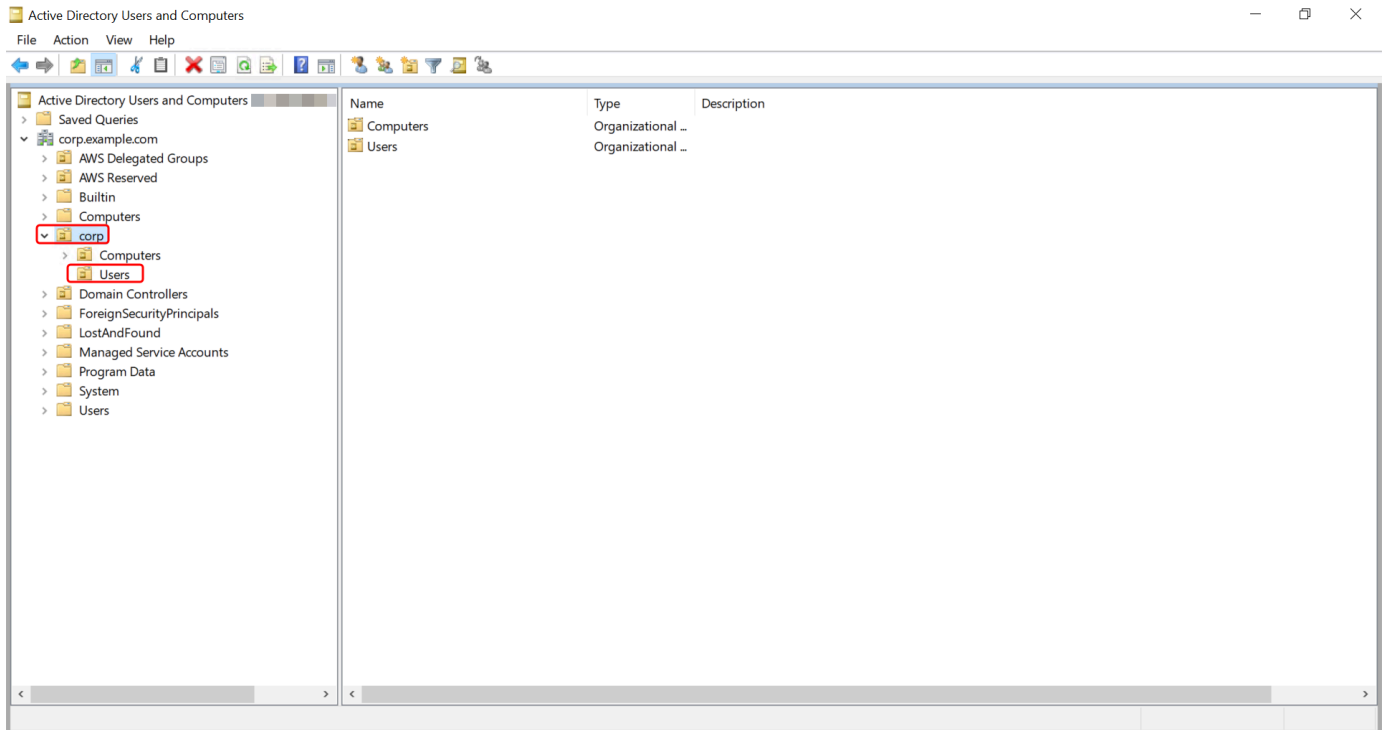 Active Directory Users and Computers
File Action View Help
Active Directory Users and Computers
Saved Queries
corp.example.com
AWS Delegated Groups
AWS Reserved
Builtin
Computers
corp
Computers
Users
Domain Controllers
ForeignSecurityPrincipals
LostAndFound
Managed Service Accounts
Program Data
System
Users
Name Type Description
Computers Organizational ...
Users Organizational ...